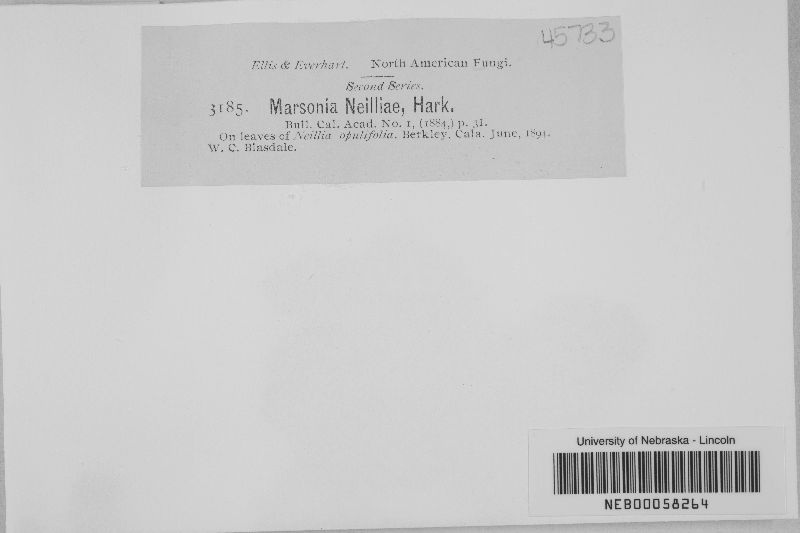 45733
Ellis & Everhart. North American Fungi.
Second Series.
3185. Marsonia Neilliae, Hark.
Bull. Cal. Acad. No. 1, (1884,) p. 31.
On leaves of Neillia opulifolia. Berkley, Cala. June, 1894.
W. C. Blasdale.
University of Nebraska - Lincoln
NEB00058264